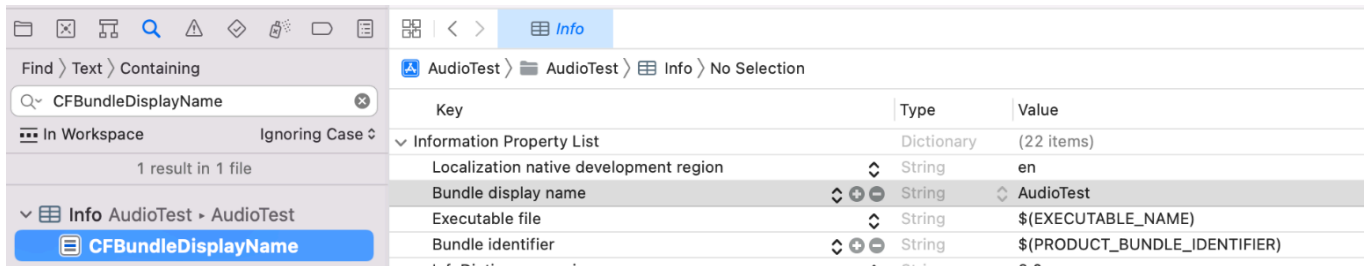 Info
Find 〉 Text 〉 Containing
AudioTest 〉 AudioTest 〉 Info 〉 No Selection
CFBundleDisplayName
Key Type Value
In Workspace Ignoring Case
Information Property List Dictionary (22 items)
1 result in 1 file
Localization native development region String en
Bundle display name String AudioTest
Info AudioTest ▸ AudioTest
Executable file String $(EXECUTABLE_NAME)
CFBundleDisplayName
Bundle identifier String $(PRODUCT_BUNDLE_IDENTIFIER)